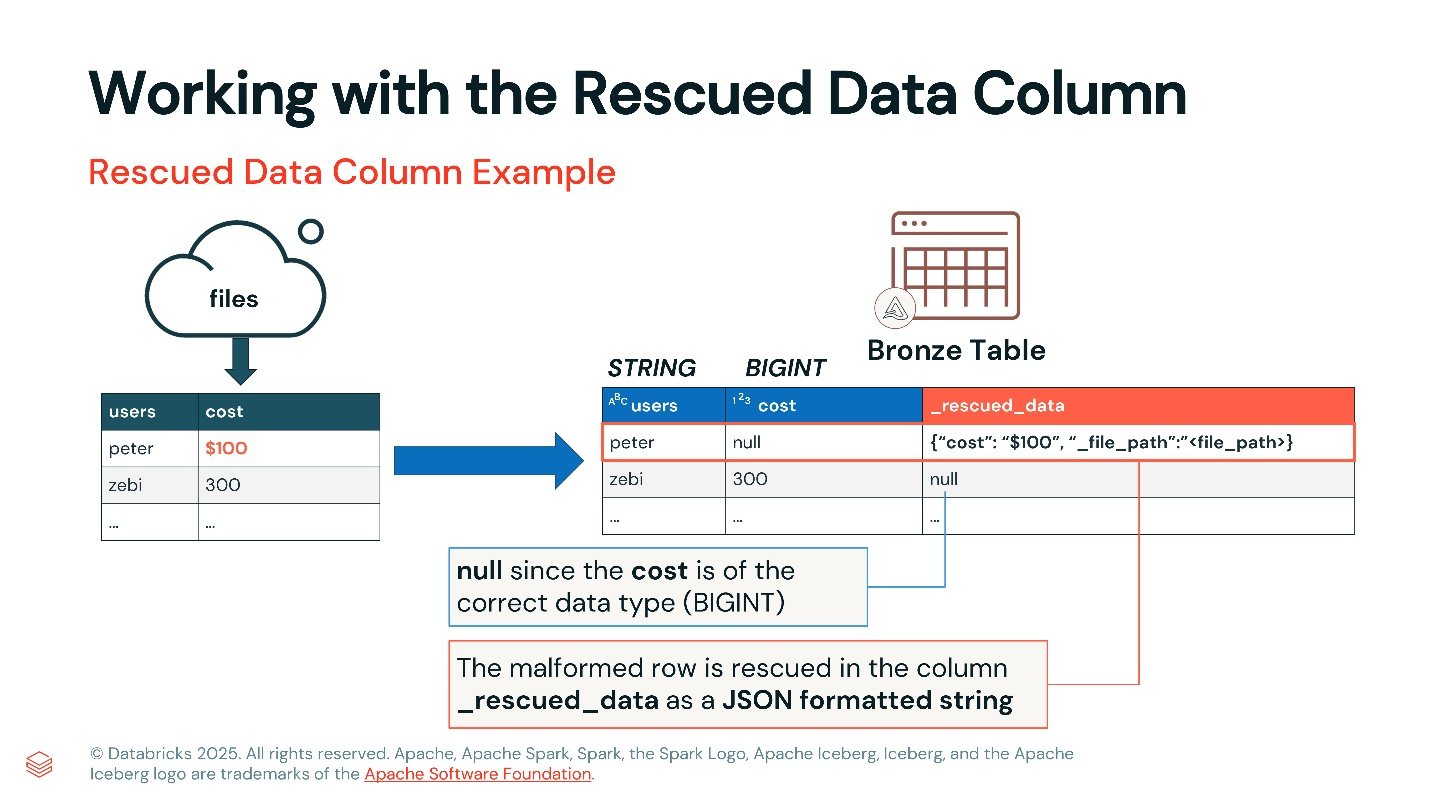 Working with the Rescued Data Column
Rescued Data Column Example
files
users cost
peter $100
zebi 300
... ...
Bronze Table
STRING BIGINT
ABC users 123 cost _rescued_data
peter null {“cost”: “$100”, “_file_path”:”<file_path>}
zebi 300 null
... ... ...
null since the cost is of the
correct data type (BIGINT)
The malformed row is rescued in the column
_rescued_data as a JSON formatted string
© Databricks 2025. All rights reserved. Apache, Apache Spark, Spark, the Spark Logo, Apache Iceberg, Iceberg, and the Apache
Iceberg logo are trademarks of the Apache Software Foundation.